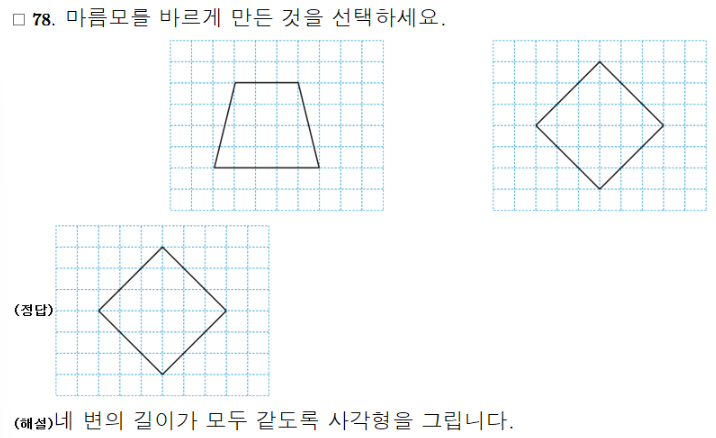 □ 78. 마름모를 바르게 만든 것을 선택하세요.
(정답)
(해설)네 변의 길이가 모두 같도록 사각형을 그립니다.